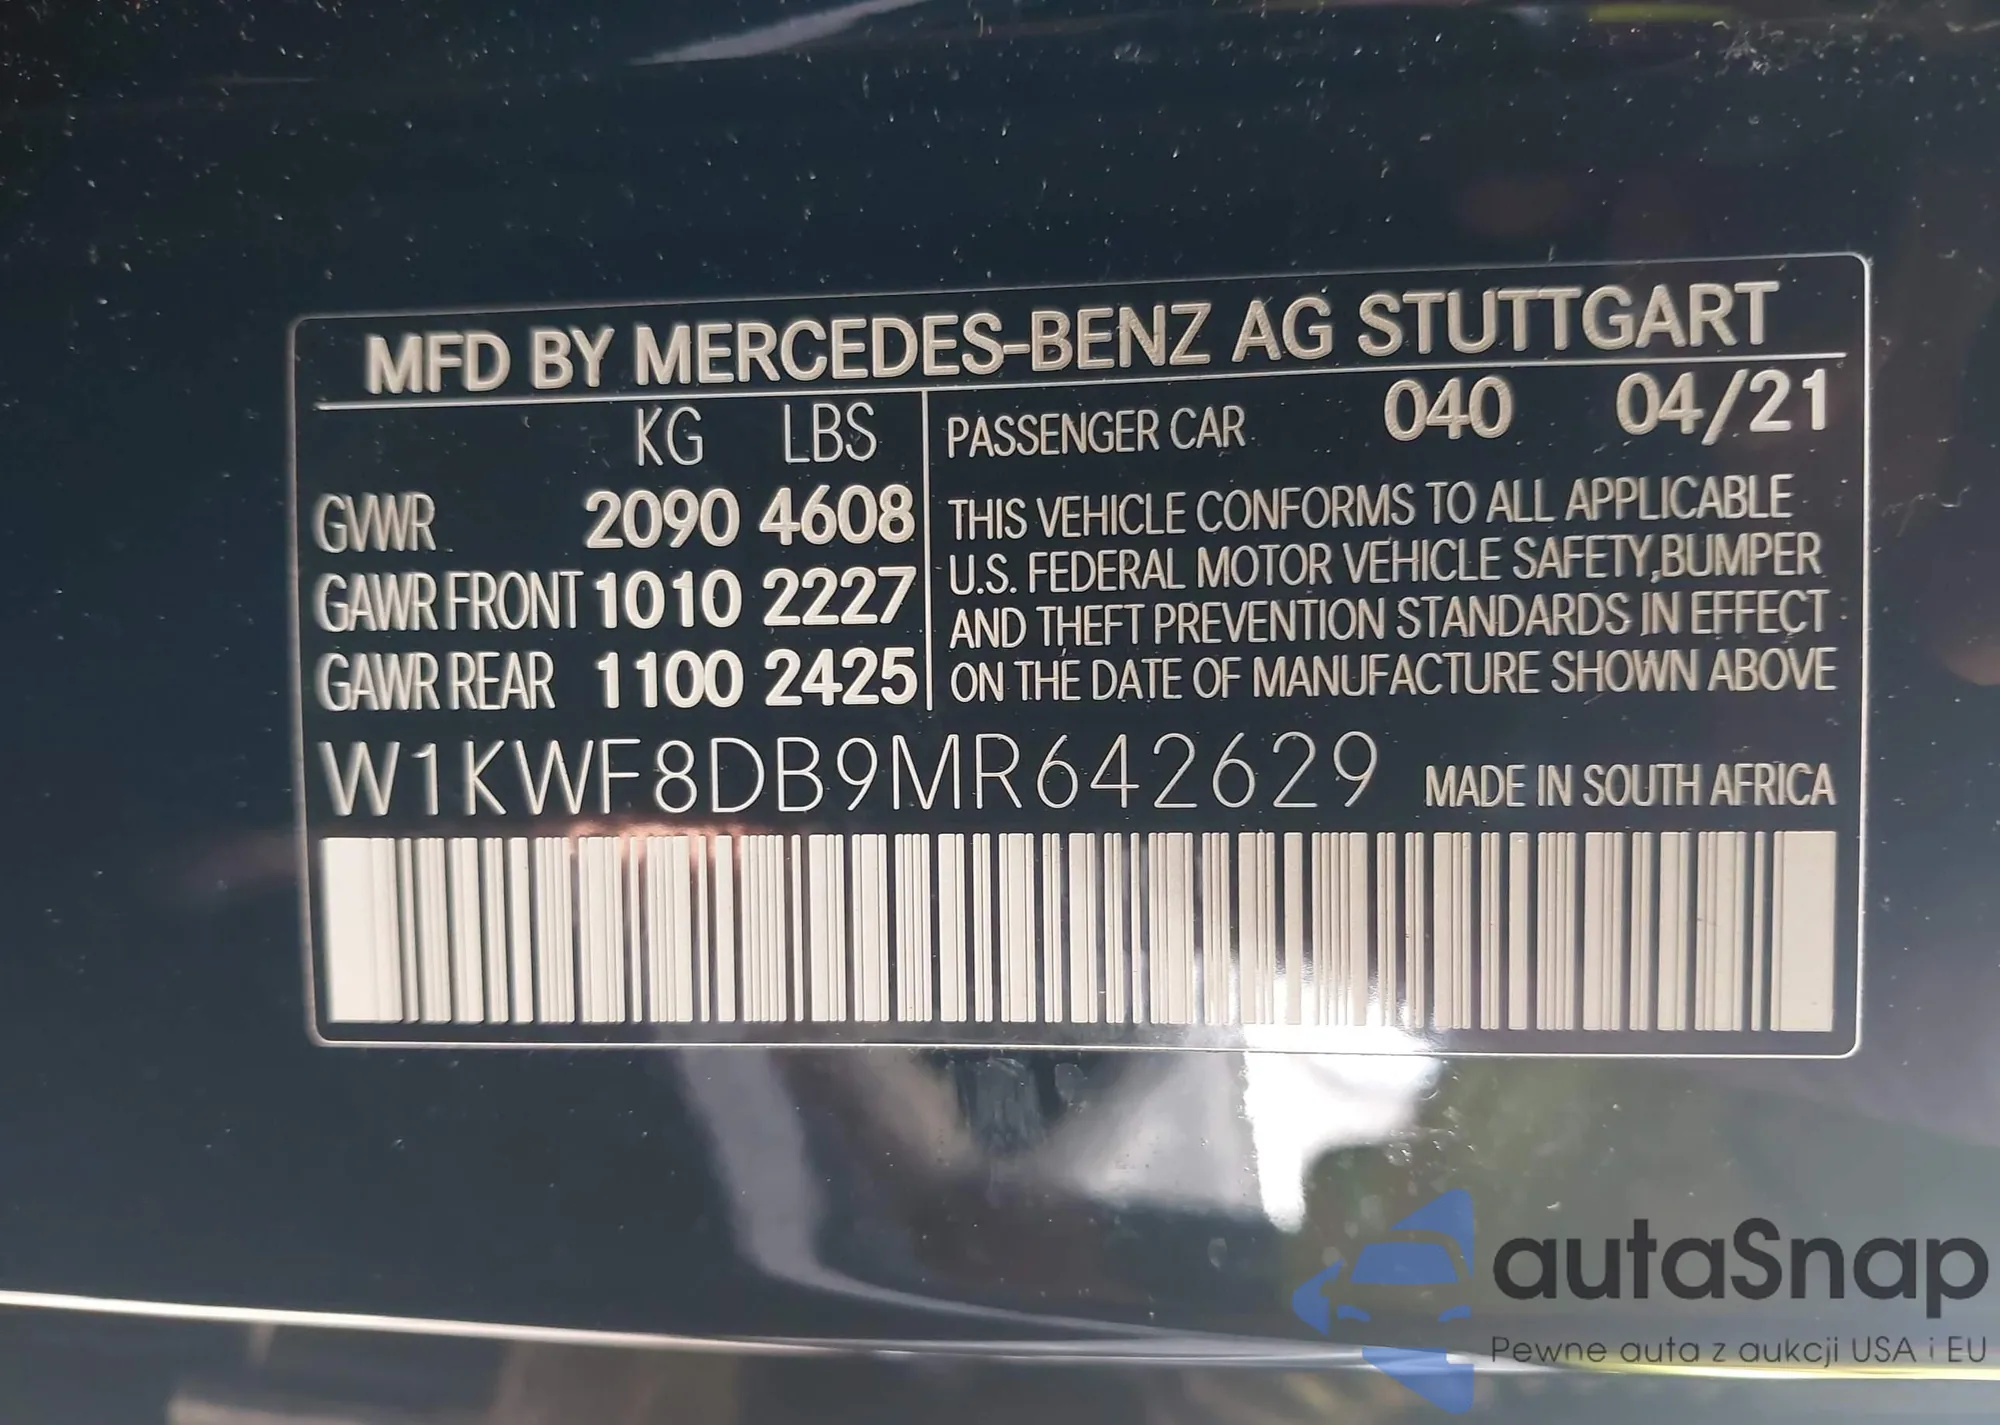 MFD BY MERCEDES-BENZ AG STUTTGART
KG LBS
GVWR 2090 4608
GAWR FRONT 1010 2227
GAWR REAR 1100 2425
PASSENGER CAR 040 04/21
THIS VEHICLE CONFORMS TO ALL APPLICABLE
U.S. FEDERAL MOTOR VEHICLE SAFETY, BUMPER
AND THEFT PREVENTION STANDARDS IN EFFECT
ON THE DATE OF MANUFACTURE SHOWN ABOVE
W1KWF8DB9MR642629 MADE IN SOUTH AFRICA
autaSnap
Pewne auta z aukcji USA i EU